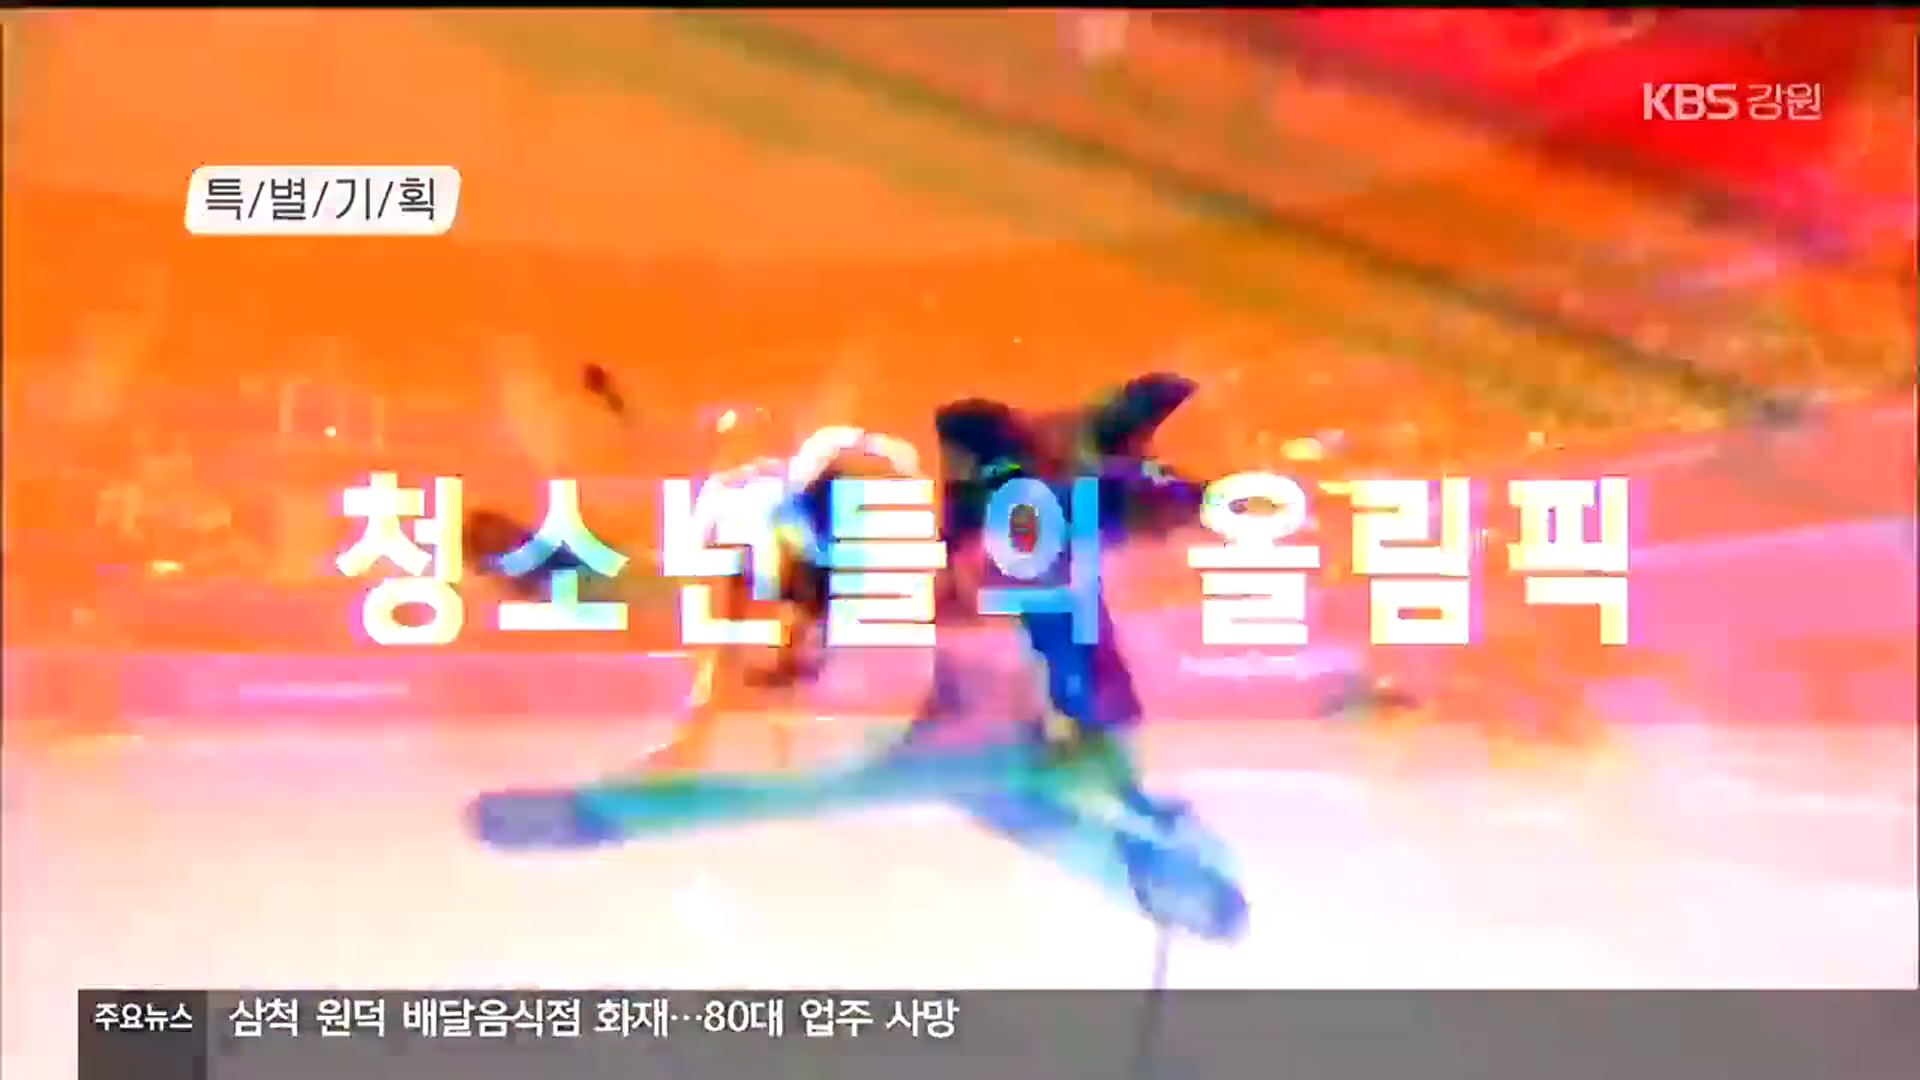 KBS 강원
특/별/기/획
청소년들의 올림픽
주요뉴스 삼척 원덕 배달음식점 화재…80대 업주 사망